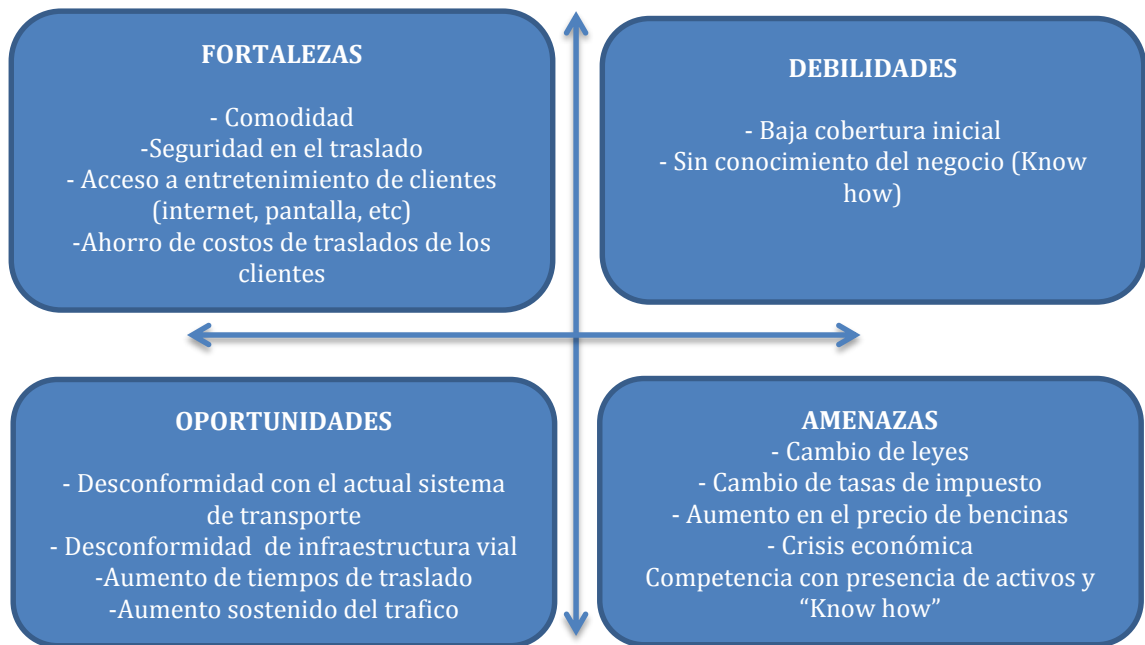 FORTALEZAS
- Comodidad
-Seguridad en el traslado
- Acceso a entretenimiento de clientes
(internet, pantalla, etc)
-Ahorro de costos de traslados de los
clientes
DEBILIDADES
- Baja cobertura inicial
- Sin conocimiento del negocio (Know
how)
OPORTUNIDADES
- Desconformidad con el actual sistema
de transporte
- Desconformidad  de infraestructura vial
-Aumento de tiempos de traslado
-Aumento sostenido del trafico
AMENAZAS
- Cambio de leyes
- Cambio de tasas de impuesto
- Aumento en el precio de bencinas
- Crisis económica
Competencia con presencia de activos y
“Know how”